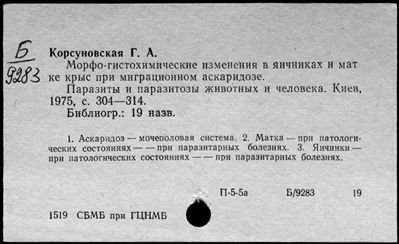 Б
9283
Корсуновская Г. А.
Морфо-гистохимические изменения в яичниках и мат
ке крыс при миграционном аскаридозе.
Паразиты и паразитозы животных и человека. Киев,
1975, с. 304—314.
Библиогр.: 19 назв.
1. Аскаридоз — мочеполовая система. 2. Матка — при патологи-
ческих состояниях — — при паразитарных болезнях. 3. Яичники —
при патологических состояниях — — при паразитарных болезнях.
П-5-5а Б/9283 19
1519 СБМБ при ГЦНМБ